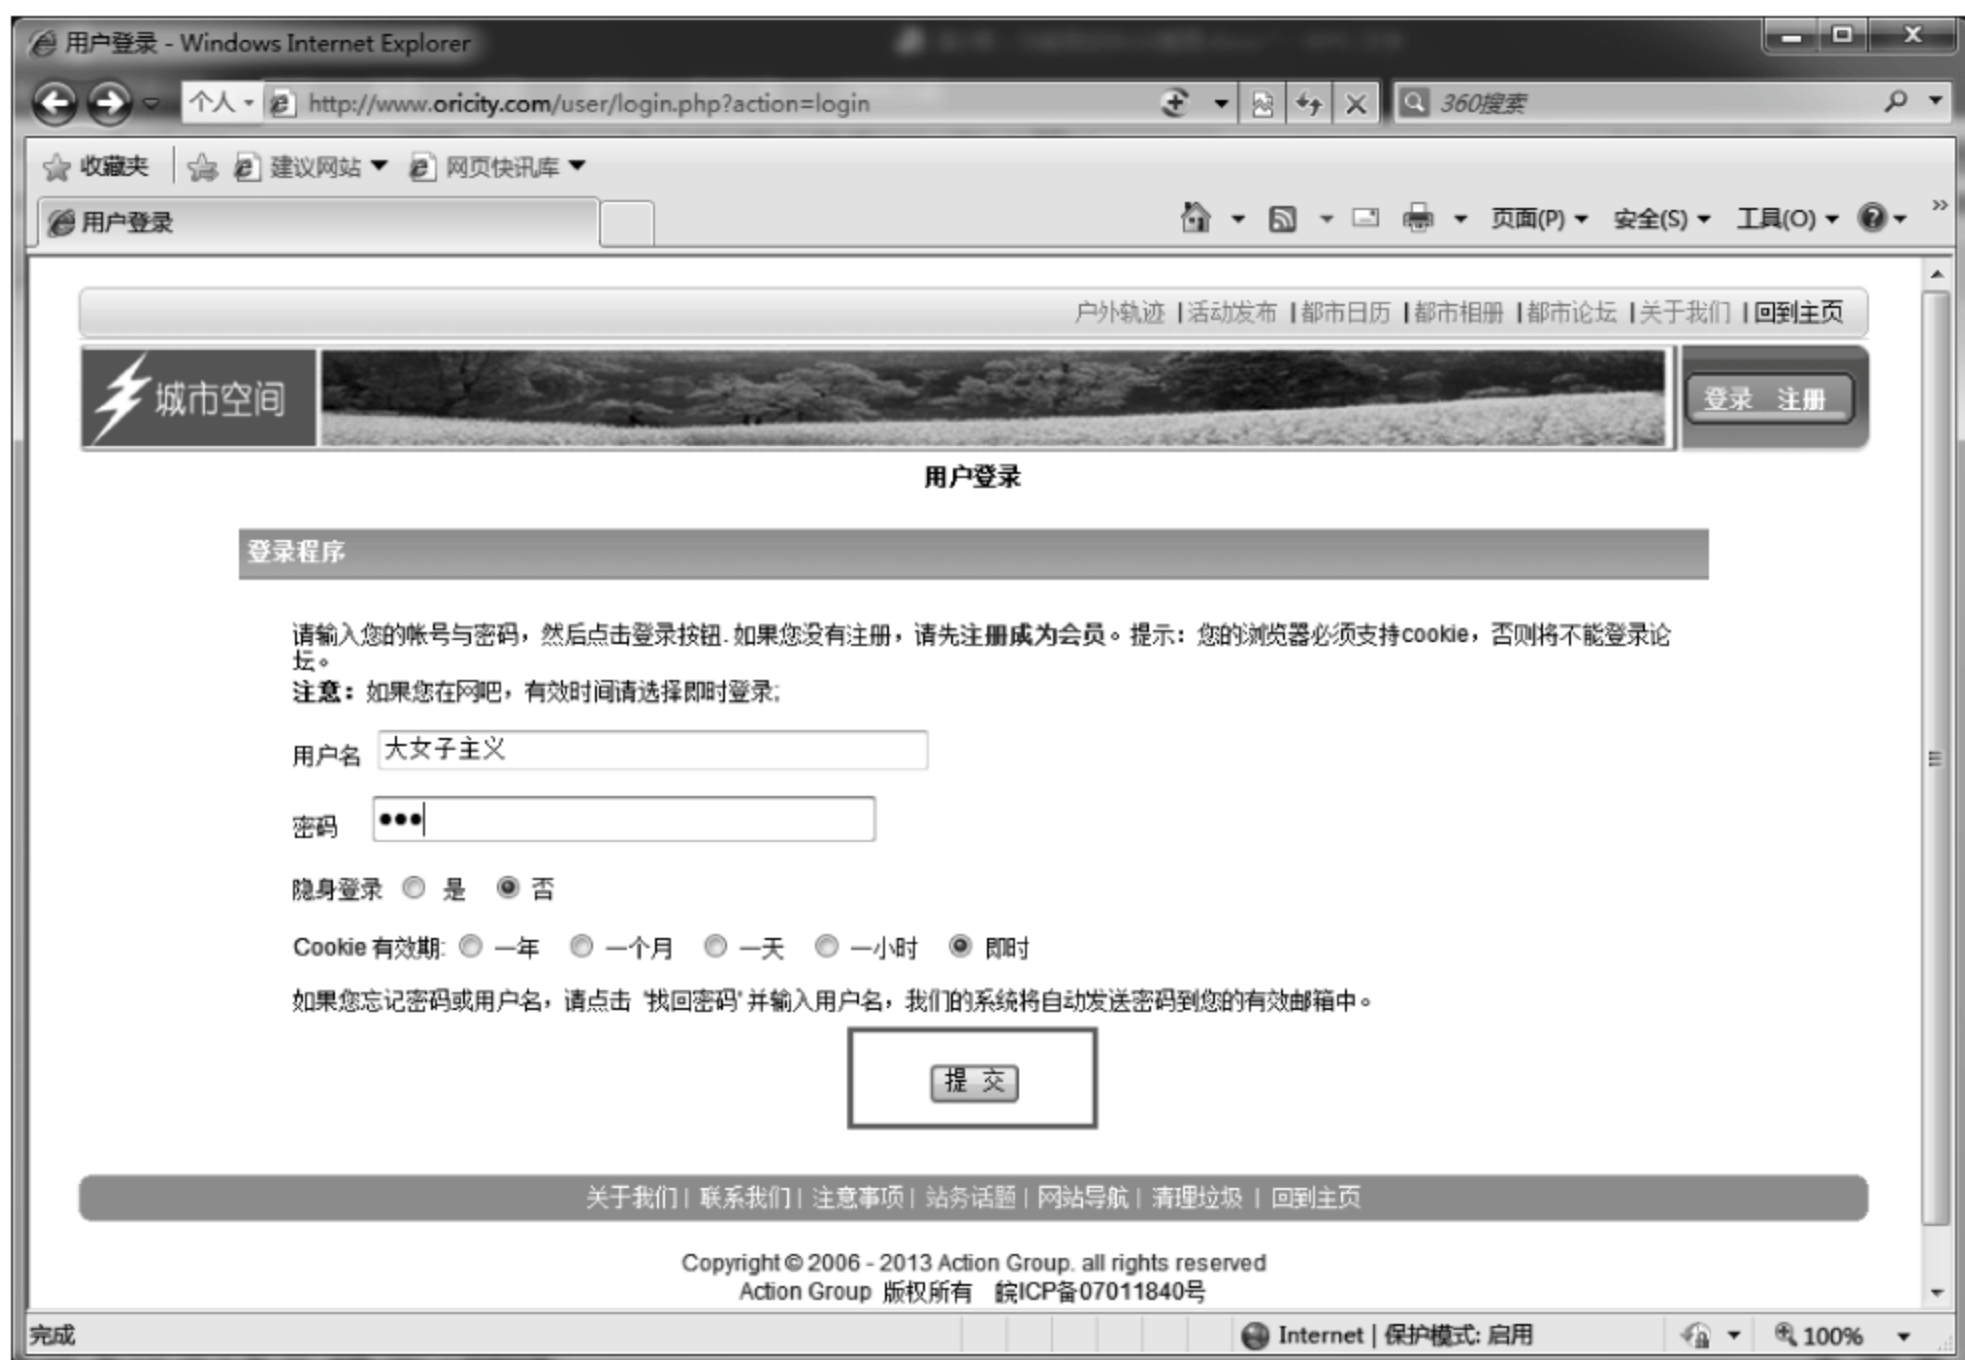 用户登录 - Windows Internet Explorer
个人 http://www.oricity.com/user/login.php?action=login 360搜索
收藏夹 建议网站 网页快讯库
用户登录 页面(P) 安全(S) 工具(O)
户外轨迹 |活动发布 |都市日历 |都市相册 |都市论坛 |关于我们 |回到主页
城市空间 登录 注册
用户登录
登录程序
请输入您的帐号与密码，然后点击登录按钮.如果您没有注册，请先注册成为会员。提示：您的浏览器必须支持cookie，否则将不能登录论
坛。
注意：如果您在网吧，有效时间请选择即时登录;
用户名 大女子主义
密码 •••
隐身登录 是 否
Cookie 有效期: 一年 一个月 一天 一小时 即时
如果您忘记密码或用户名，请点击 '找回密码' 并输入用户名，我们的系统将自动发送密码到您的有效邮箱中。
提 交
关于我们 | 联系我们 | 注意事项 | 站务话题 | 网站导航 | 清理垃圾 | 回到主页
Copyright © 2006 - 2013 Action Group. all rights reserved
Action Group 版权所有 皖ICP备07011840号
完成 Internet | 保护模式: 启用 100%